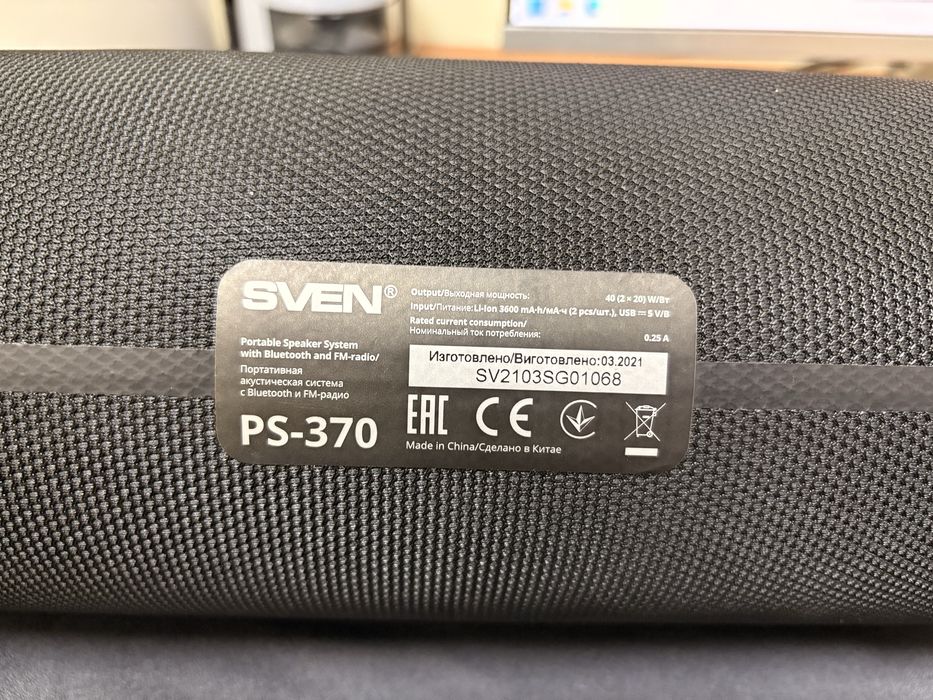 SVEN®
Portable Speaker System
with Bluetooth and FM-radio/
Портативная
акустическая система
с Bluetooth и FM-радио
PS-370
Output/Выходная мощность: 40 (2 × 20) W/Вт
Input/Питание: Li-Ion 3600 mA·h/мА·ч (2 pcs/шт.), USB ⎓ 5 V/В
Rated current consumption/
Номинальный ток потребления: 0.25 A
Изготовлено/Виготовлено:03.2021
SV2103SG01068
EAC CE
Made in China/Сделано в Китае